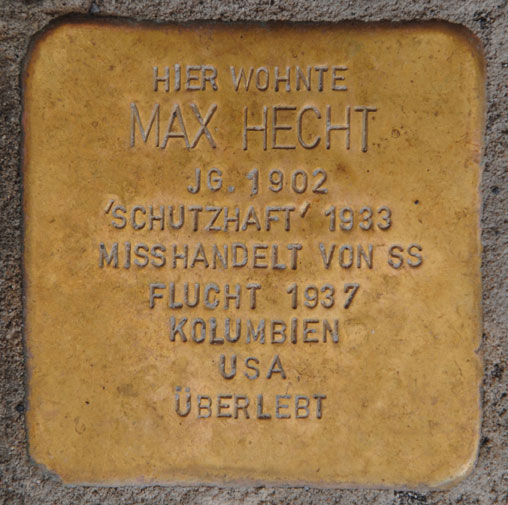 HIER WOHNTE
MAX HECHT
JG. 1902
'SCHUTZHAFT' 1933
MISSHANDELT VON SS
FLUCHT 1937
KOLUMBIEN
USA
ÜBERLEBT